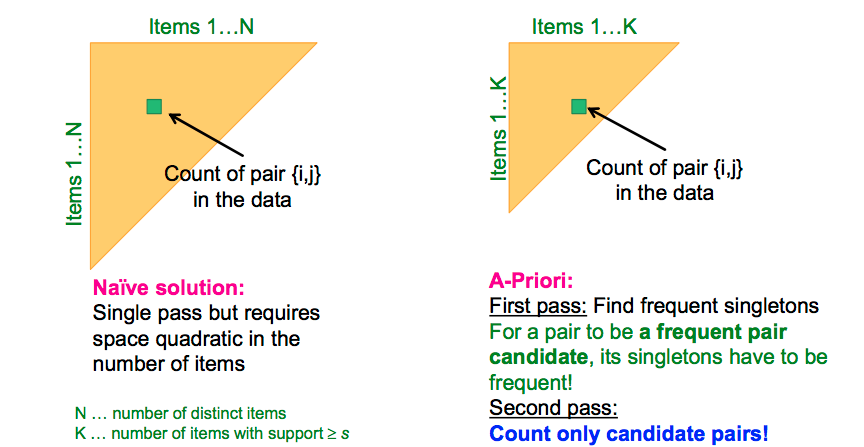 Items 1…N
Items 1…N
Count of pair {i,j}
in the data
Naïve solution:
Single pass but requires
space quadratic in the
number of items
N … number of distinct items
K … number of items with support ≥ s
Items 1…K
Items 1…K
Count of pair {i,j}
in the data
A-Priori:
First pass: Find frequent singletons
For a pair to be a frequent pair
candidate, its singletons have to be
frequent!
Second pass:
Count only candidate pairs!